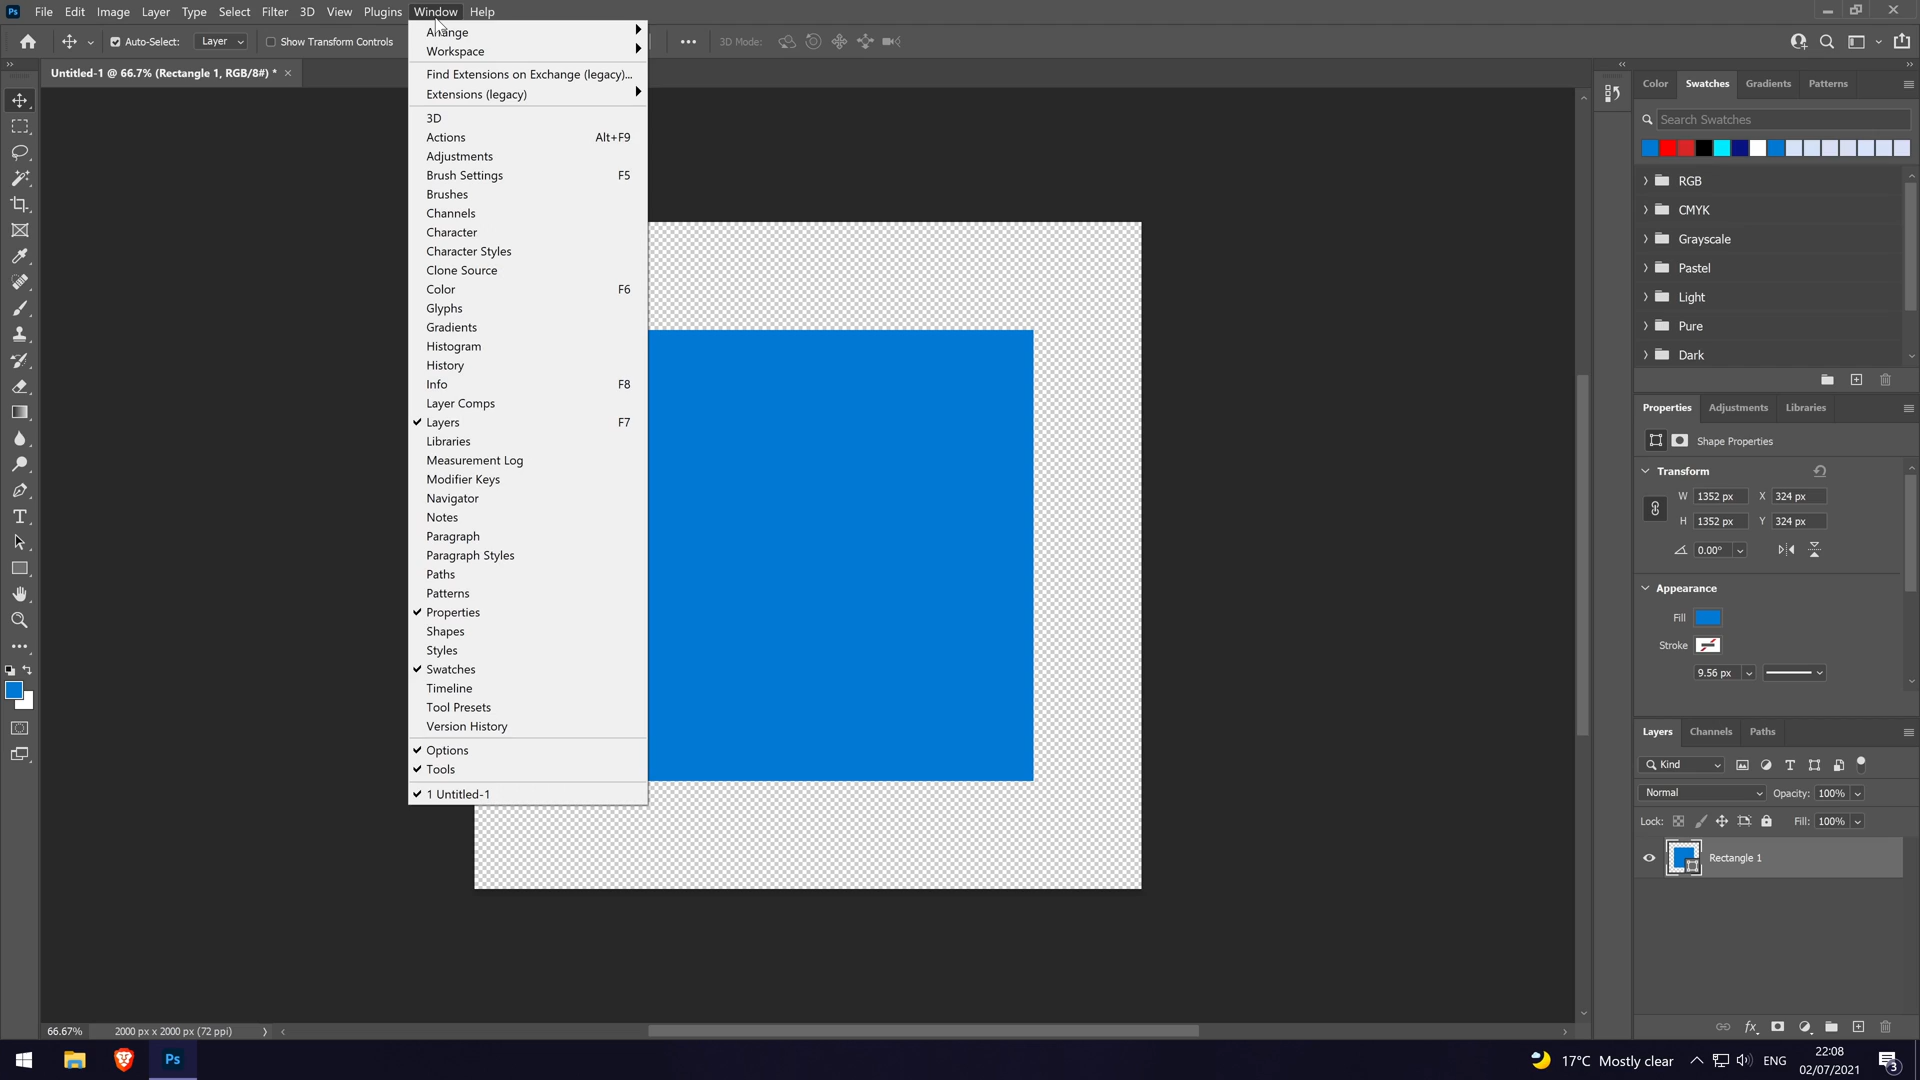 Ps File Edit Image Layer Type Select Filter 3D View Plugins Window Help
Auto-Select: Layer Show Transform Controls 3D Mode:
Untitled-1 @ 66.7% (Rectangle 1, RGB/8#) *
Arrange
Workspace
Find Extensions on Exchange (legacy)...
Extensions (legacy)
3D
Actions Alt+F9
Adjustments
Brush Settings F5
Brushes
Channels
Character
Character Styles
Clone Source
Color F6
Glyphs
Gradients
Histogram
History
Info F8
Layer Comps
Layers F7
Libraries
Measurement Log
Modifier Keys
Navigator
Notes
Paragraph
Paragraph Styles
Paths
Patterns
Properties
Shapes
Styles
Swatches
Timeline
Tool Presets
Version History
Options
Tools
1 Untitled-1
Color Swatches Gradients Patterns
Search Swatches
RGB
CMYK
Grayscale
Pastel
Light
Pure
Dark
Properties Adjustments Libraries
Shape Properties
Transform
W 1352 px X 324 px
H 1352 px Y 324 px
0.00°
Appearance
Fill
Stroke
9.56 px
Layers Channels Paths
Kind
Normal Opacity: 100%
Lock: Fill: 100%
Rectangle 1
66.67% 2000 px x 2000 px (72 ppi)
Ps 17°C Mostly clear ENG 22:08
02/07/2021 3